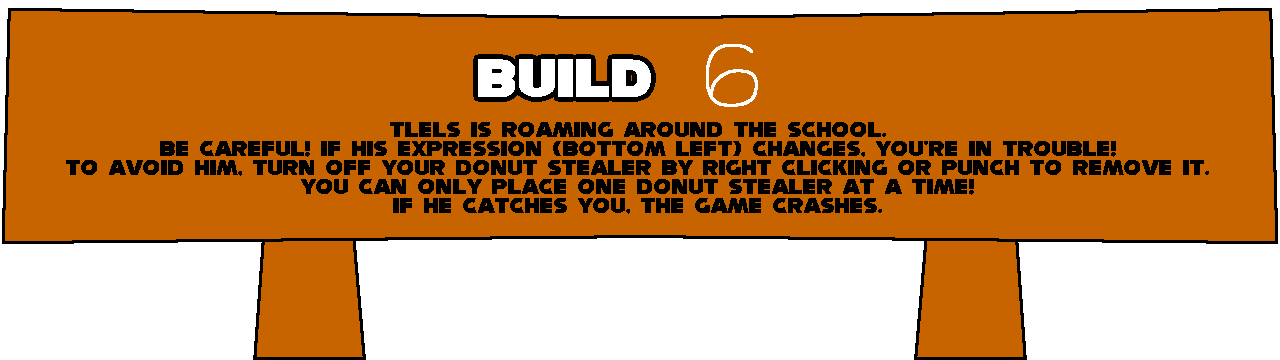 BUILD 6
TLELS IS ROAMING AROUND THE SCHOOL.
BE CAREFUL! IF HIS EXPRESSION (BOTTOM LEFT) CHANGES, YOU'RE IN TROUBLE!
TO AVOID HIM, TURN OFF YOUR DONUT STEALER BY RIGHT CLICKING OR PUNCH TO REMOVE IT.
YOU CAN ONLY PLACE ONE DONUT STEALER AT A TIME!
IF HE CATCHES YOU, THE GAME CRASHES.